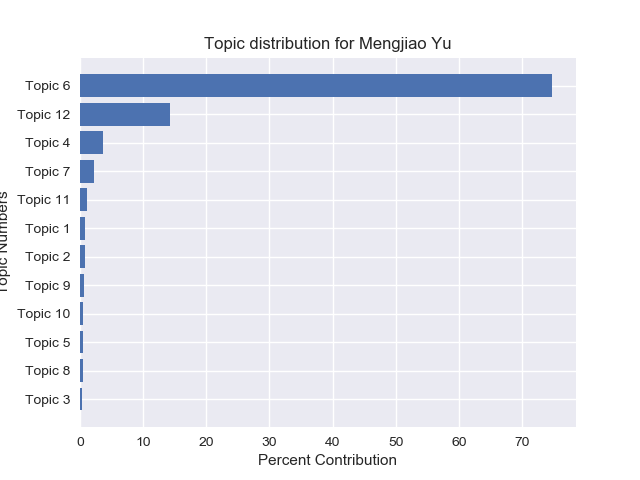 Topic distribution for Mengjiao Yu
Topic 6
Topic 12
Topic 4
Topic 7
Topic 11
Topic 1
Topic 2
Topic 9
Topic 10
Topic 5
Topic 8
Topic 3
Topic Numbers
0 10 20 30 40 50 60 70
Percent Contribution